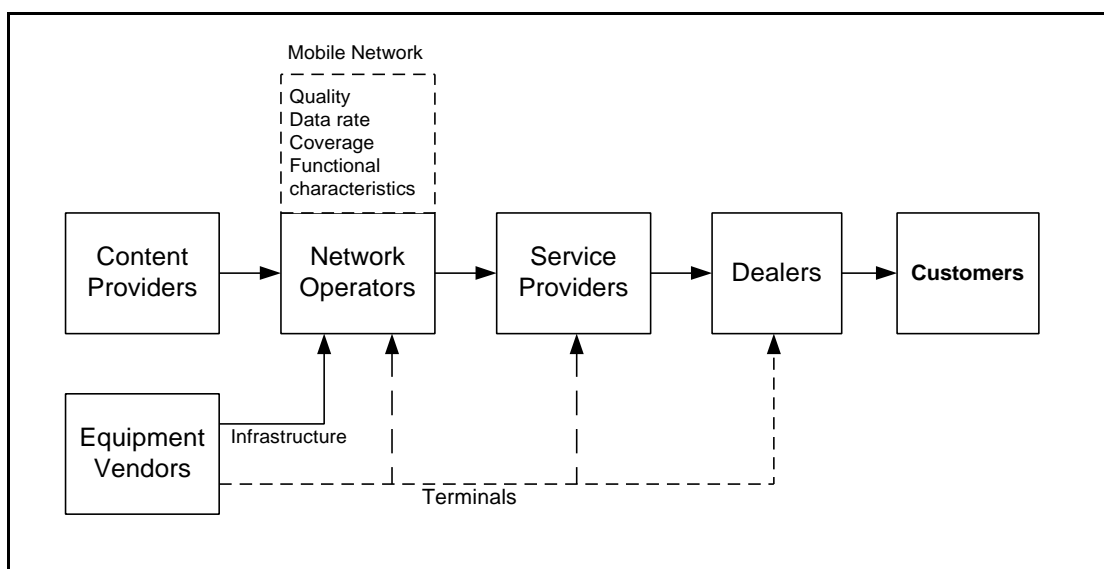 Mobile Network
Quality
Data rate
Coverage
Functional
characteristics
Content
Providers
Network
Operators
Service
Providers
Dealers
Customers
Equipment
Vendors
Infrastructure
Terminals